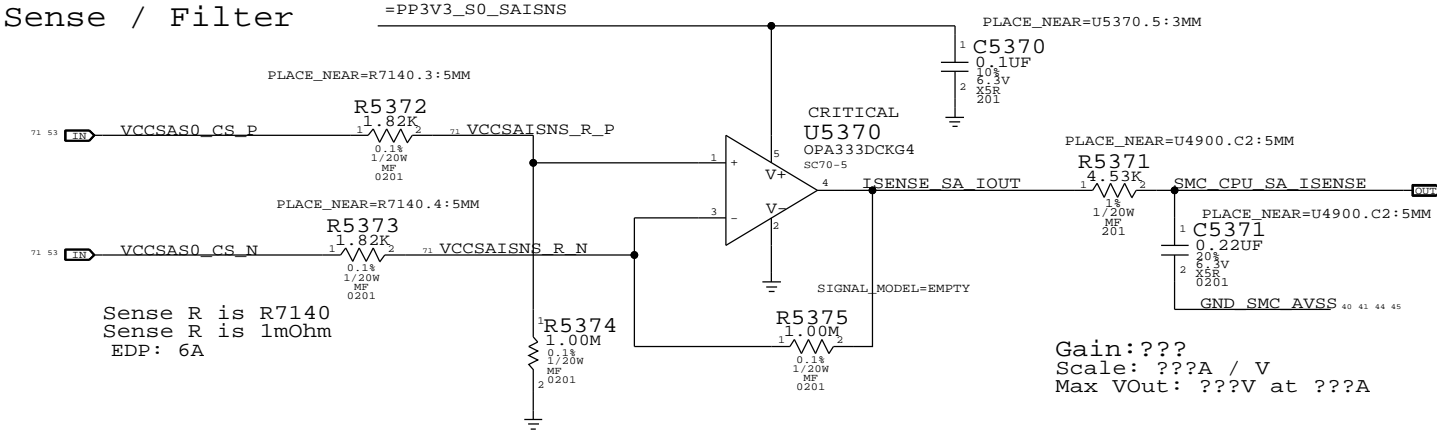 Sense / Filter
=PP3V3_S0_SAISNS
PLACE_NEAR=U5370.5:3MM
1 C5370
0.1UF
10%
6.3V
2 X5R
201
PLACE_NEAR=R7140.3:5MM
R5372
1.82K
71 53 IN VCCSAS0_CS_P 1 2 71 VCCSAISNS_R_P
0.1%
1/20W
MF
0201
CRITICAL
U5370
OPA333DCKG4
SC70-5
1 + 5 V+ 4
3 - V- 2
ISENSE_SA_IOUT
PLACE_NEAR=U4900.C2:5MM
R5371
4.53K
1 2 SMC_CPU_SA_ISENSE OUT
1%
1/20W
MF
201
PLACE_NEAR=U4900.C2:5MM
1 C5371
0.22UF
20%
6.3V
2 X5R
0201
GND_SMC_AVSS 40 41 44 45
PLACE_NEAR=R7140.4:5MM
R5373
1.82K
71 53 IN VCCSAS0_CS_N 1 2 71 VCCSAISNS_R_N
0.1%
1/20W
MF
0201
Sense R is R7140
Sense R is 1mOhm
EDP: 6A
1 R5374
1.00M
0.1%
1/20W
MF
2 0201
SIGNAL_MODEL=EMPTY
R5375
1.00M
1 2
0.1%
1/20W
MF
0201
Gain:???
Scale: ???A / V
Max VOut: ???V at ???A